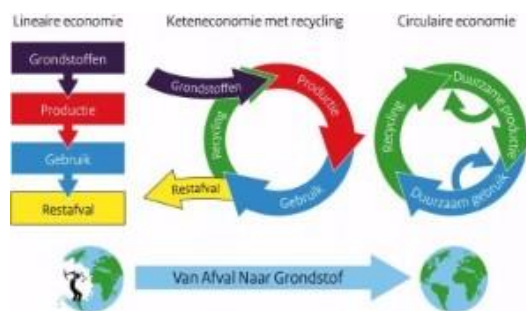 Lineaire economie
Grondstoffen
Productie
Gebruik
Restafval
Keteneconomie met recycling
Grondstoffen
Productie
Recycling
Restafval
Gebruik
Circulaire economie
Duurzame productie
Recycling
Duurzaam gebruik
Van Afval Naar Grondstof